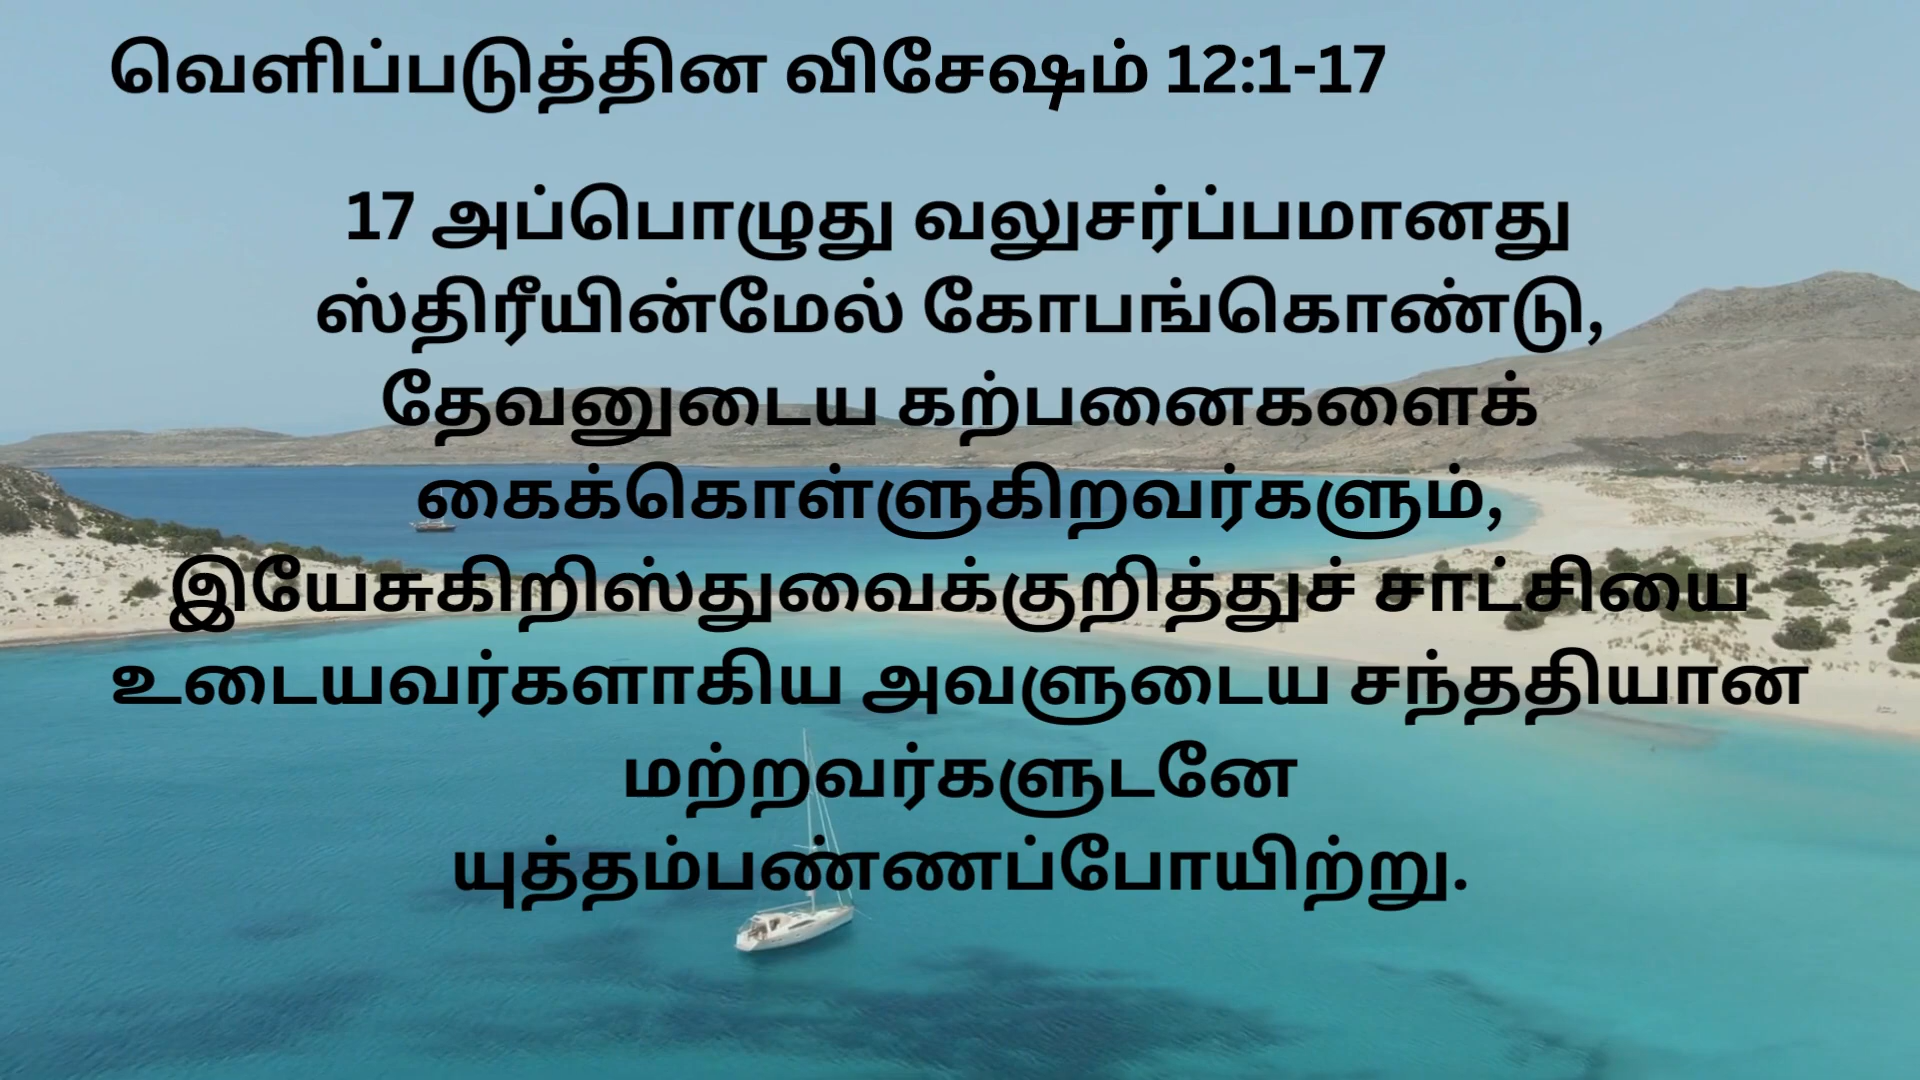 வெளிப்படுத்தின விசேஷம் 12:1-17
17 அப்பொழுது வலுசர்ப்பமானது
ஸ்திரீயின்மேல் கோபங்கொண்டு,
தேவனுடைய கற்பனைகளைக்
கைக்கொள்ளுகிறவர்களும்,
இயேசுகிறிஸ்துவைக்குறித்துச் சாட்சியை
உடையவர்களாகிய அவளுடைய சந்ததியான
மற்றவர்களுடனே
யுத்தம்பண்ணப்போயிற்று.